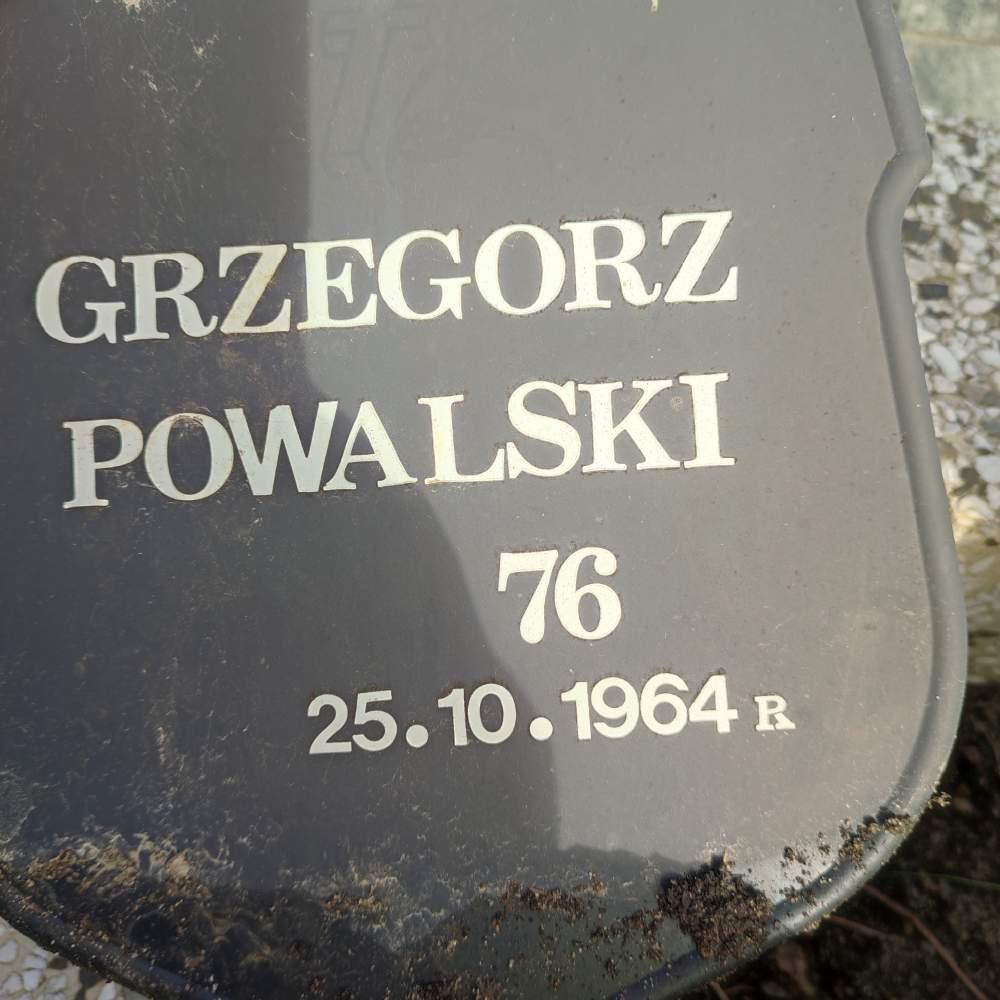 GRZEGORZ
POWALSKI
76
25.10.1964 R